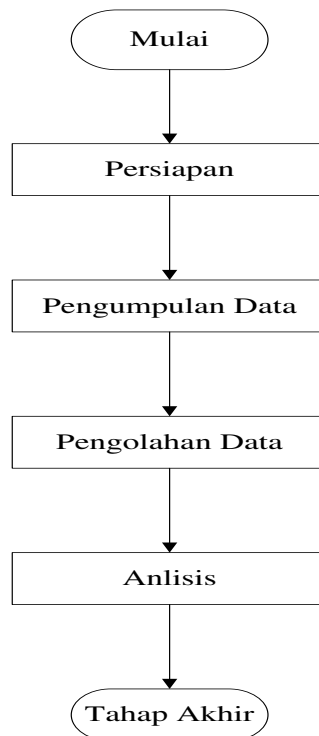 Mulai
Persiapan
Pengumpulan Data
Pengolahan Data
Anlisis
Tahap Akhir